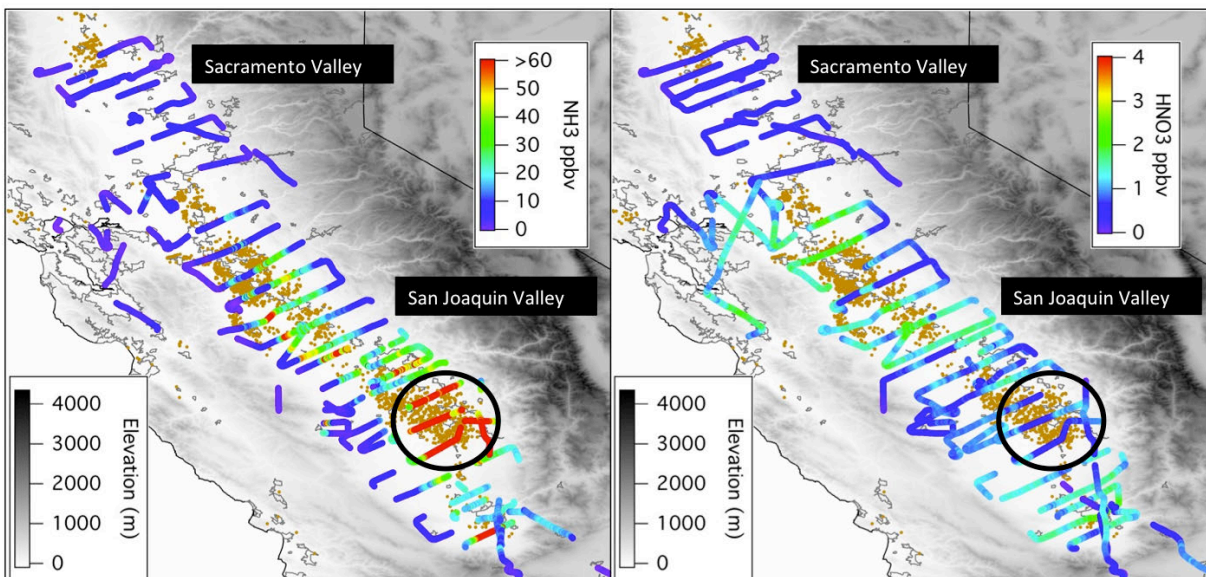 Sacramento Valley
>60
50
40
30
20
10
0
NH3 ppbv
San Joaquin Valley
4000
3000
2000
1000
0
Elevation (m)
Sacramento Valley
4
3
2
1
0
HNO3 ppbv
San Joaquin Valley
4000
3000
2000
1000
0
Elevation (m)